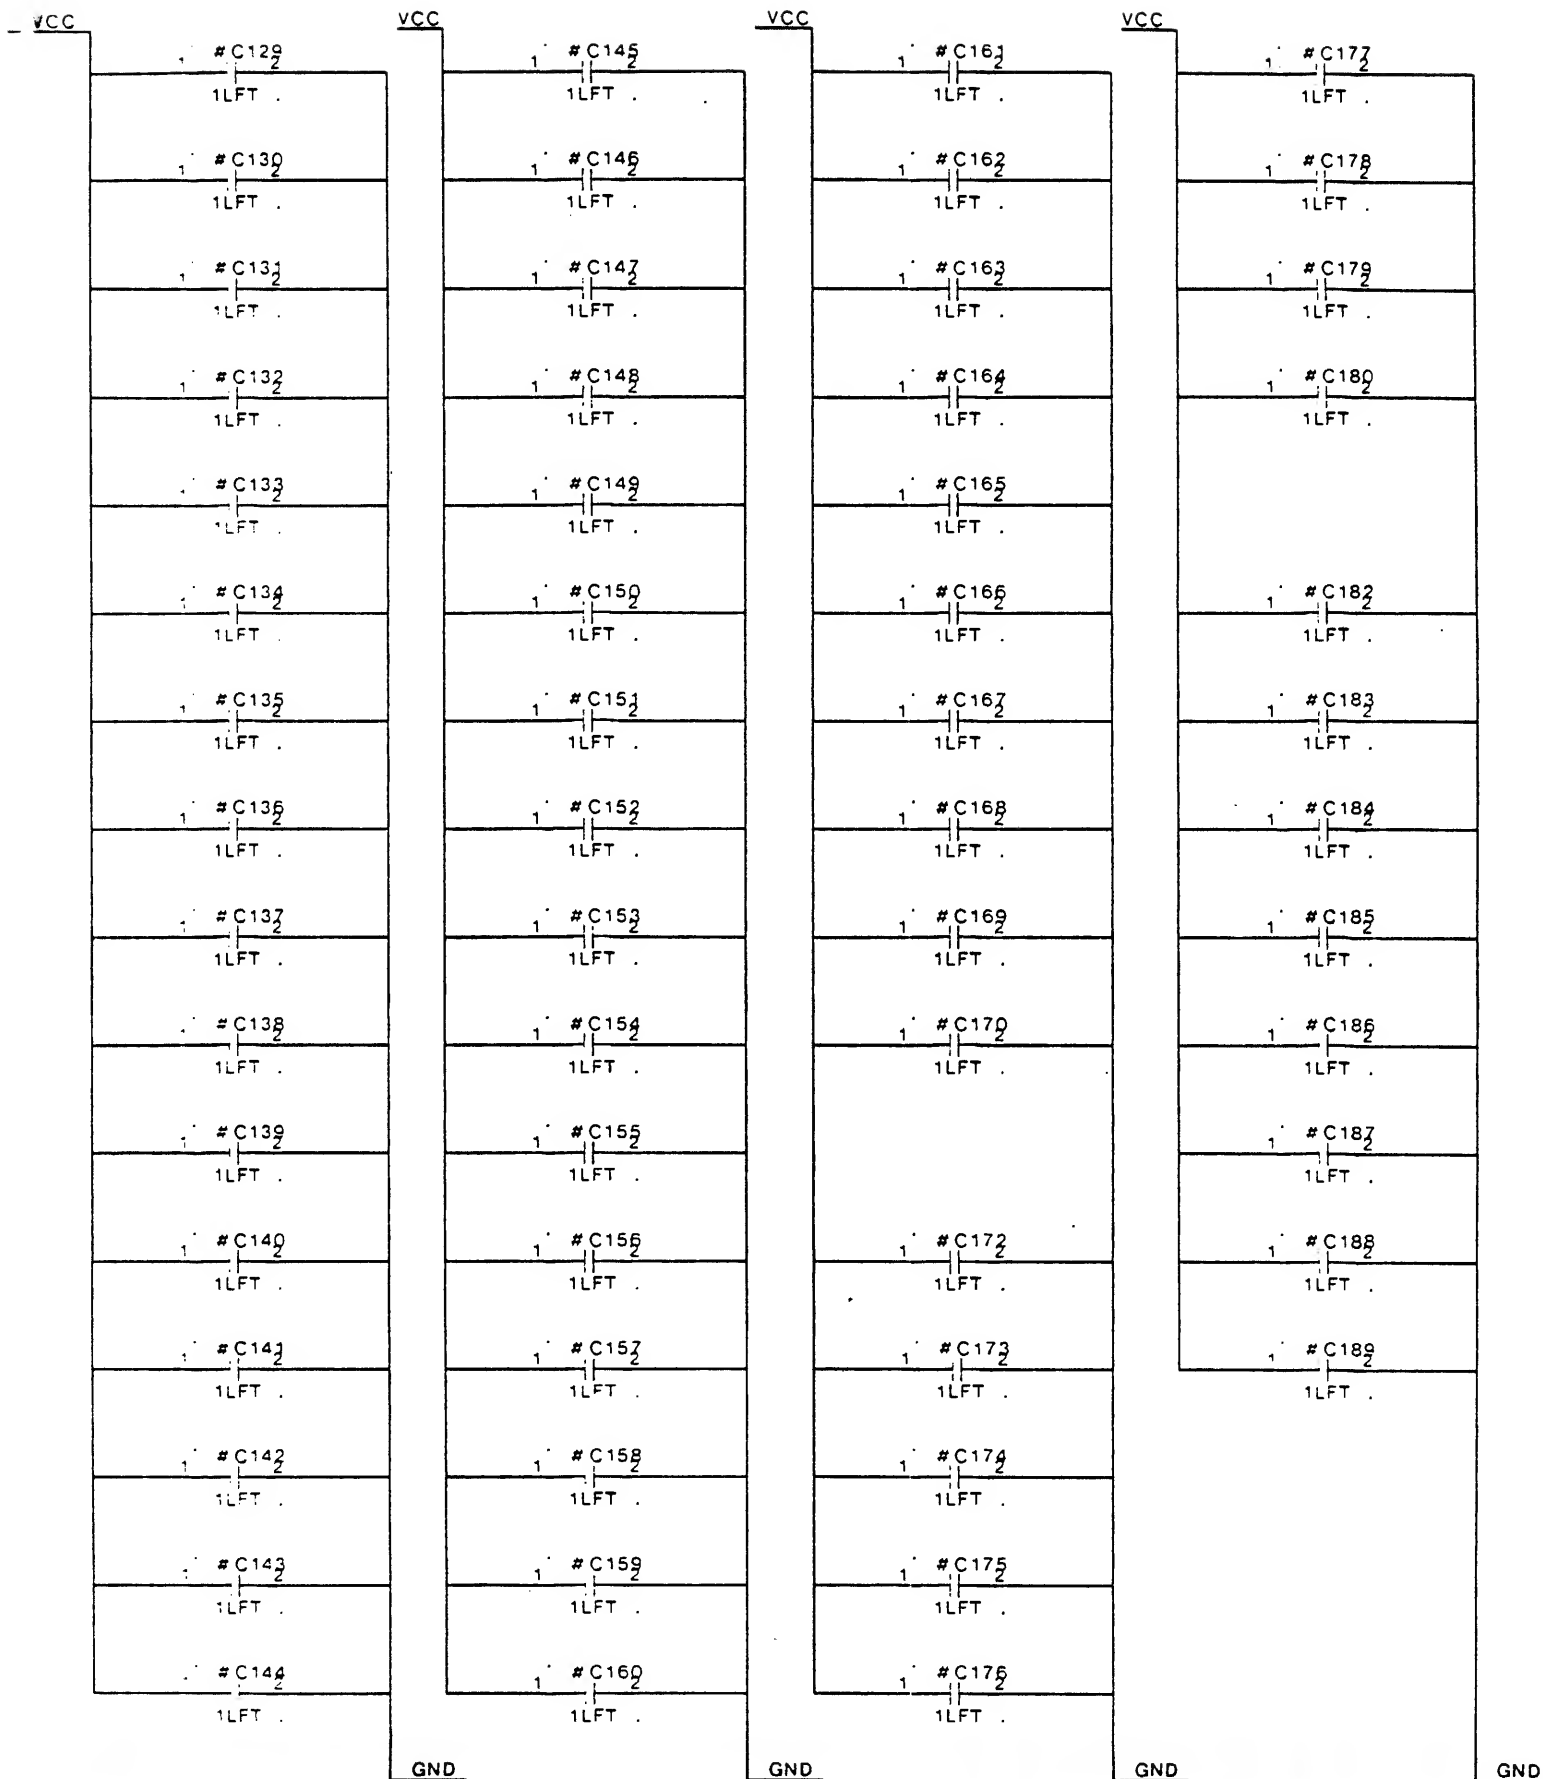 VCC VCC VCC VCC
#C129 #C145 #C161 #C177
1 2 1 2 1 2 1 2
1LFT . 1LFT . 1LFT . 1LFT .
#C130 #C146 #C162 #C178
1 2 1 2 1 2 1 2
1LFT . 1LFT . 1LFT . 1LFT .
#C131 #C147 #C163 #C179
1 2 1 2 1 2 1 2
1LFT . 1LFT . 1LFT . 1LFT .
#C132 #C148 #C164 #C180
1 2 1 2 1 2 1 2
1LFT . 1LFT . 1LFT . 1LFT .
#C133 #C149 #C165
1 2 1 2 1 2
1LFT . 1LFT . 1LFT .
#C134 #C150 #C166 #C182
1 2 1 2 1 2 1 2
1LFT . 1LFT . 1LFT . 1LFT .
#C135 #C151 #C167 #C183
1 2 1 2 1 2 1 2
1LFT . 1LFT . 1LFT . 1LFT .
#C136 #C152 #C168 #C184
1 2 1 2 1 2 1 2
1LFT . 1LFT . 1LFT . 1LFT .
#C137 #C153 #C169 #C185
1 2 1 2 1 2 1 2
1LFT . 1LFT . 1LFT . 1LFT .
#C138 #C154 #C170 #C186
1 2 1 2 1 2 1 2
1LFT . 1LFT . 1LFT . 1LFT .
#C139 #C155 #C187
1 2 1 2 1 2
1LFT . 1LFT . 1LFT .
#C140 #C156 #C172 #C188
1 2 1 2 1 2 1 2
1LFT . 1LFT . 1LFT . 1LFT .
#C141 #C157 #C173 #C189
1 2 1 2 1 2 1 2
1LFT . 1LFT . 1LFT . 1LFT .
#C142 #C158 #C174
1 2 1 2 1 2
1LFT . 1LFT . 1LFT .
#C143 #C159 #C175
1 2 1 2 1 2
1LFT . 1LFT . 1LFT .
#C144 #C160 #C176
2 1 2 1 2
1LFT . 1LFT . 1LFT .
GND GND GND GND